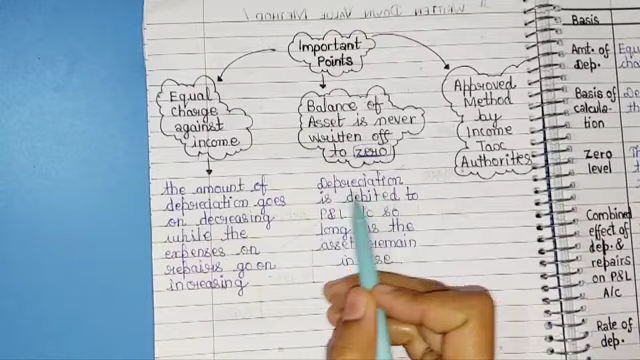 WRITTEN DOWN VALUE METHOD
Important
Points
Equal
Charge
against
income
Balance of
Asset is never
written off
to zero
Approved
Method
by
Income
Tax
Authorities
the amount of
depreciation goes
on decreasing
while the
expenses on
repairs go on
increasing
Depreciation
is debited to
P&L A/c so
long as the
asset remain
in use
Basis
Amt. of
Dep.
Basis of
calcula-
tion
Zero
level
Combined
effect of
dep. &
repairs
on P&L
A/c
Rate of
dep.